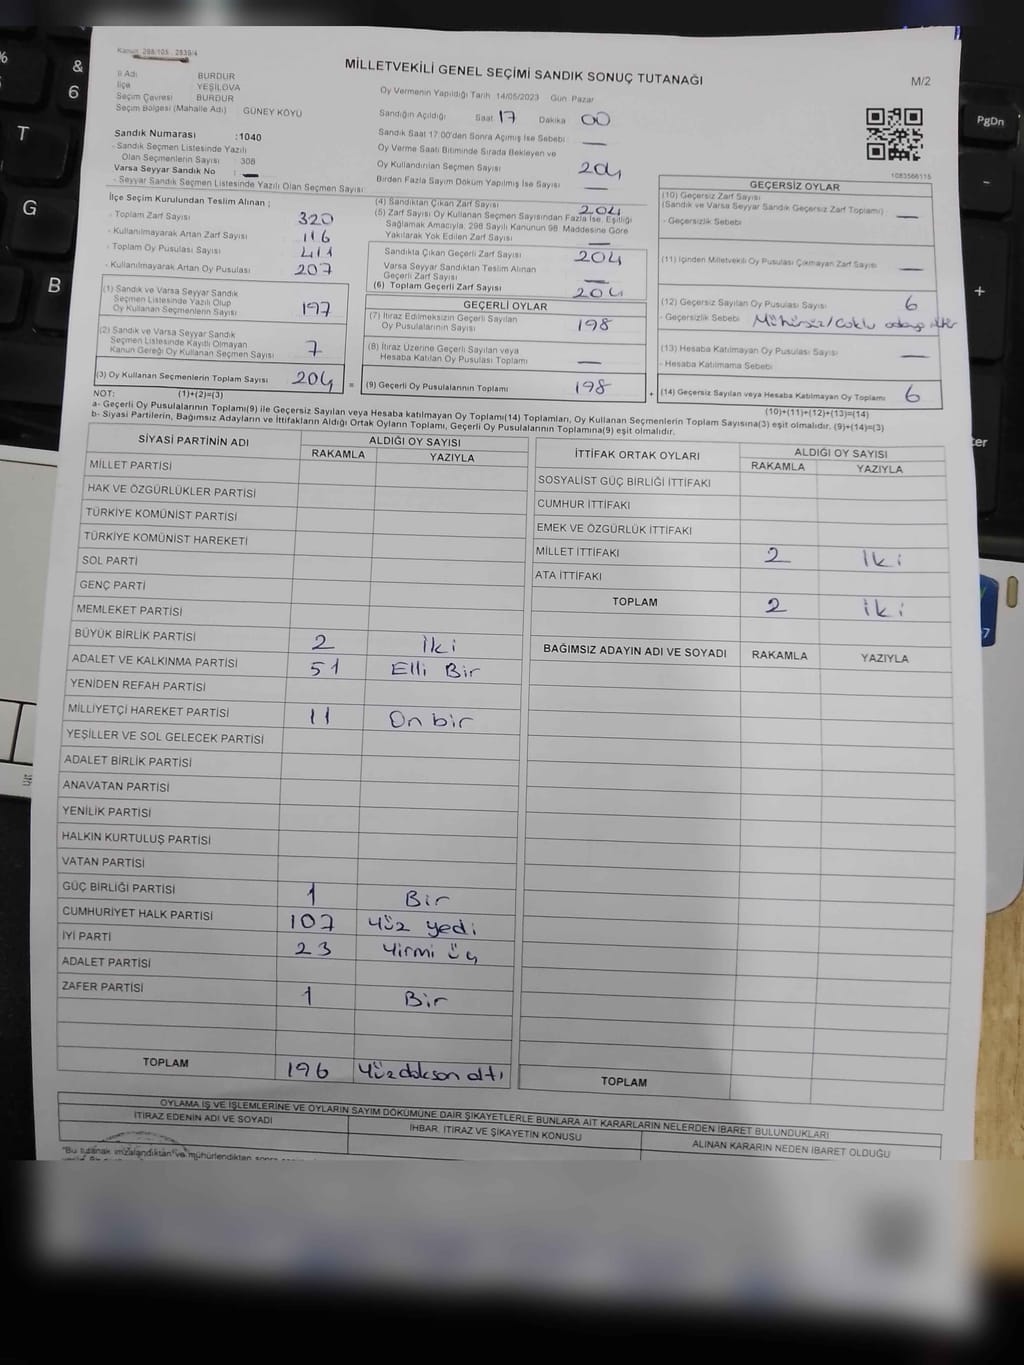 Kanun 298/105 - 2839/4
MİLLETVEKİLİ GENEL SEÇİMİ SANDIK SONUÇ TUTANAĞI
M/2
İl Adı BURDUR
İlçe YEŞİLOVA
Seçim Çevresi BURDUR
Seçim Bölgesi (Mahalle Adı) GÜNEY KÖYÜ
Sandık Numarası :1040
- Sandık Seçmen Listesinde Yazılı
Olan Seçmenlerin Sayısı : 308
Varsa Seyyar Sandık No : —
- Seyyar Sandık Seçmen Listesinde Yazılı Olan Seçmen Sayısı:
Oy Vermenin Yapıldığı Tarih 14/05/2023 Gün Pazar
Sandığın Açıldığı Saat 17 Dakika 00
Sandık Saat 17.00'den Sonra Açımış İse Sebebi: —
Oy Verme Saati Bitiminde Sırada Bekleyen ve
Oy Kullandırılan Seçmen Sayısı 204
Birden Fazla Sayım Döküm Yapılmış İse Sayısı —
PgDn
1083566115
İlçe Seçim Kurulundan Teslim Alınan ;
- Toplam Zarf Sayısı 320
- Kullanılmayarak Artan Zarf Sayısı 116
- Toplam Oy Pusulası Sayısı 411
- Kullanılmayarak Artan Oy Pusulası 207
(1) Sandık ve Varsa Seyyar Sandık
Seçmen Listesinde Yazılı Olup
Oy Kullanan Seçmenlerin Sayısı 197
(2) Sandık ve Varsa Seyyar Sandık
Seçmen Listesinde Kayıtlı Olmayan
Kanun Gereği Oy Kullanan Seçmen Sayısı 7
(3) Oy Kullanan Seçmenlerin Toplam Sayısı 204 =
(1)+(2)=(3)
(4) Sandıktan Çıkan Zarf Sayısı 204
(5) Zarf Sayısı Oy Kullanan Seçmen Sayısından Fazla İse, Eşitliği
Sağlamak Amacıyla, 298 Sayılı Kanunun 98. Maddesine Göre
Yakılarak Yok Edilen Zarf Sayısı —
Sandıkta Çıkan Geçerli Zarf Sayısı 204
Varsa Seyyar Sandıktan Teslim Alınan
Geçerli Zarf Sayısı —
(6) Toplam Geçerli Zarf Sayısı 204
GEÇERLİ OYLAR
(7) İtiraz Edilmeksizin Geçerli Sayılan
Oy Pusulalarının Sayısı 198
(8) İtiraz Üzerine Geçerli Sayılan veya
Hesaba Katılan Oy Pusulası Toplamı —
(9) Geçerli Oy Pusulalarının Toplamı 198 +
GEÇERSİZ OYLAR
(10) Geçersiz Zarf Sayısı
(Sandık ve Varsa Seyyar Sandık Geçersiz Zarf Toplamı) —
- Geçersizlik Sebebi
(11) İçinden Milletvekili Oy Pusulası Çıkmayan Zarf Sayısı —
(12) Geçersiz Sayılan Oy Pusulası Sayısı 6
- Geçersizlik Sebebi Mühürsüz/Çoklu
(13) Hesaba Katılmayan Oy Pusulası Sayısı —
- Hesaba Katılmama Sebebi
(14) Geçersiz Sayılan veya Hesaba Katılmayan Oy Toplamı 6
(10)+(11)+(12)+(13)=(14)
NOT:
a- Geçerli Oy Pusulalarının Toplamı(9) ile Geçersiz Sayılan veya Hesaba katılmayan Oy Toplamı(14) Toplamları, Oy Kullanan Seçmenlerin Toplam Sayısına(3) eşit olmalıdır. (9)+(14)=(3)
b- Siyasi Partilerin, Bağımsız Adayların ve İttifakların Aldığı Ortak Oyların Toplamı, Geçerli Oy Pusulalarının Toplamına(9) eşit olmalıdır.
SİYASİ PARTİNİN ADI ALDIĞI OY SAYISI
RAKAMLA YAZIYLA
MİLLET PARTİSİ
HAK VE ÖZGÜRLÜKLER PARTİSİ
TÜRKİYE KOMÜNİST PARTİSİ
TÜRKİYE KOMÜNİST HAREKETİ
SOL PARTİ
GENÇ PARTİ
MEMLEKET PARTİSİ
BÜYÜK BİRLİK PARTİSİ 2 İki
ADALET VE KALKINMA PARTİSİ 51 Elli Bir
YENİDEN REFAH PARTİSİ
MİLLİYETÇİ HAREKET PARTİSİ 11 On bir
YEŞİLLER VE SOL GELECEK PARTİSİ
ADALET BİRLİK PARTİSİ
ANAVATAN PARTİSİ
YENİLİK PARTİSİ
HALKIN KURTULUŞ PARTİSİ
VATAN PARTİSİ
GÜÇ BİRLİĞİ PARTİSİ 1 Bir
CUMHURİYET HALK PARTİSİ 107 Yüz yedi
İYİ PARTİ 23 Yirmi üç
ADALET PARTİSİ
ZAFER PARTİSİ 1 Bir
TOPLAM 196 Yüzdoksan altı
İTTİFAK ORTAK OYLARI ALDIĞI OY SAYISI
RAKAMLA YAZIYLA
SOSYALİST GÜÇ BİRLİĞİ İTTİFAKI
CUMHUR İTTİFAKI
EMEK VE ÖZGÜRLÜK İTTİFAKI
MİLLET İTTİFAKI 2 İki
ATA İTTİFAKI
TOPLAM 2 İki
BAĞIMSIZ ADAYIN ADI VE SOYADI RAKAMLA YAZIYLA
TOPLAM
OYLAMA İŞ VE İŞLEMLERİNE VE OYLARIN SAYIM DÖKÜMÜNE DAİR ŞİKAYETLERLE BUNLARA AİT KARARLARIN NELERDEN İBARET BULUNDUKLARI
İTİRAZ EDENİN ADI VE SOYADI İHBAR, İTİRAZ VE ŞİKAYETİN KONUSU ALINAN KARARIN NEDEN İBARET OLDUĞU
"Bu tutanak imzalandıktan ve mühürlendikten sonra